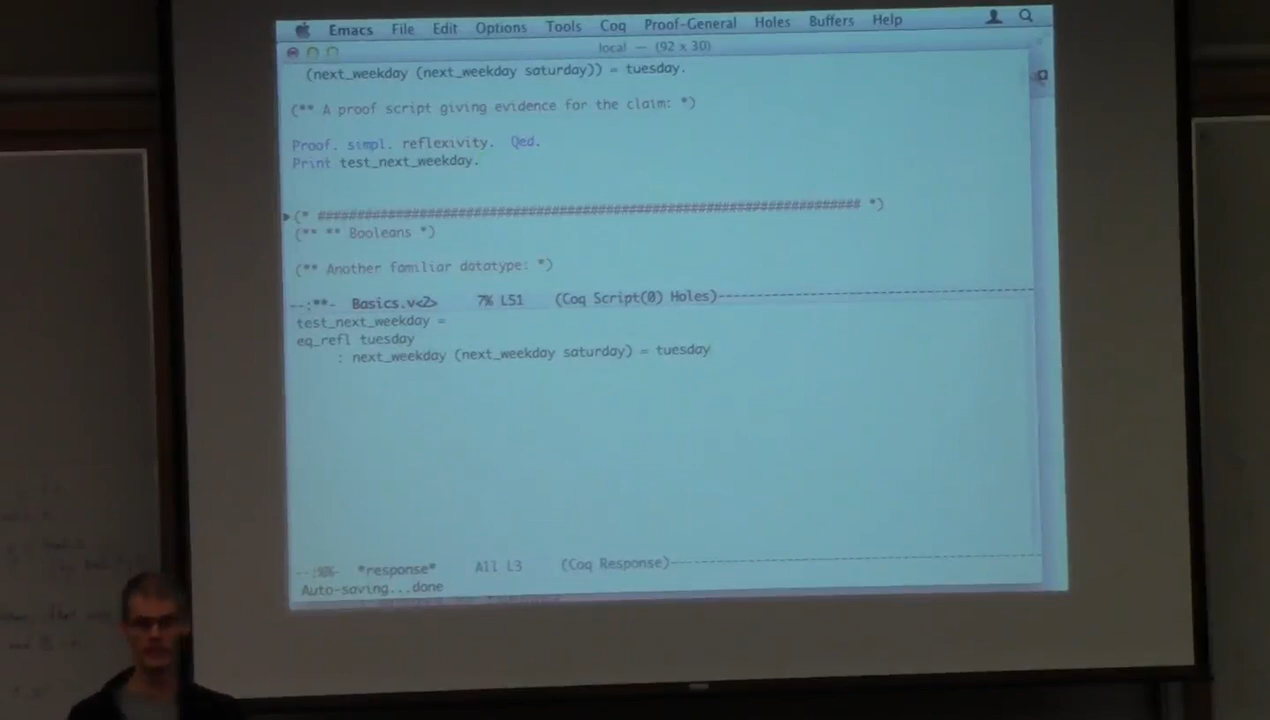 Emacs File Edit Options Tools Coq Proof-General Holes Buffers Help
local — (92 x 30)
(next_weekday (next_weekday saturday)) = tuesday.
(** A proof script giving evidence for the claim: *)
Proof. simpl. reflexivity. Qed.
Print test_next_weekday.
(* ################################################################### *)
(** ** Booleans *)
(** Another familiar datatype: *)
--:**- Basics.v<2> 7% L51 (Coq Script(0) Holes)
test_next_weekday =
eq_refl tuesday
: next_weekday (next_weekday saturday) = tuesday
--:%%- *response* All L3 (Coq Response)
Auto-saving...done